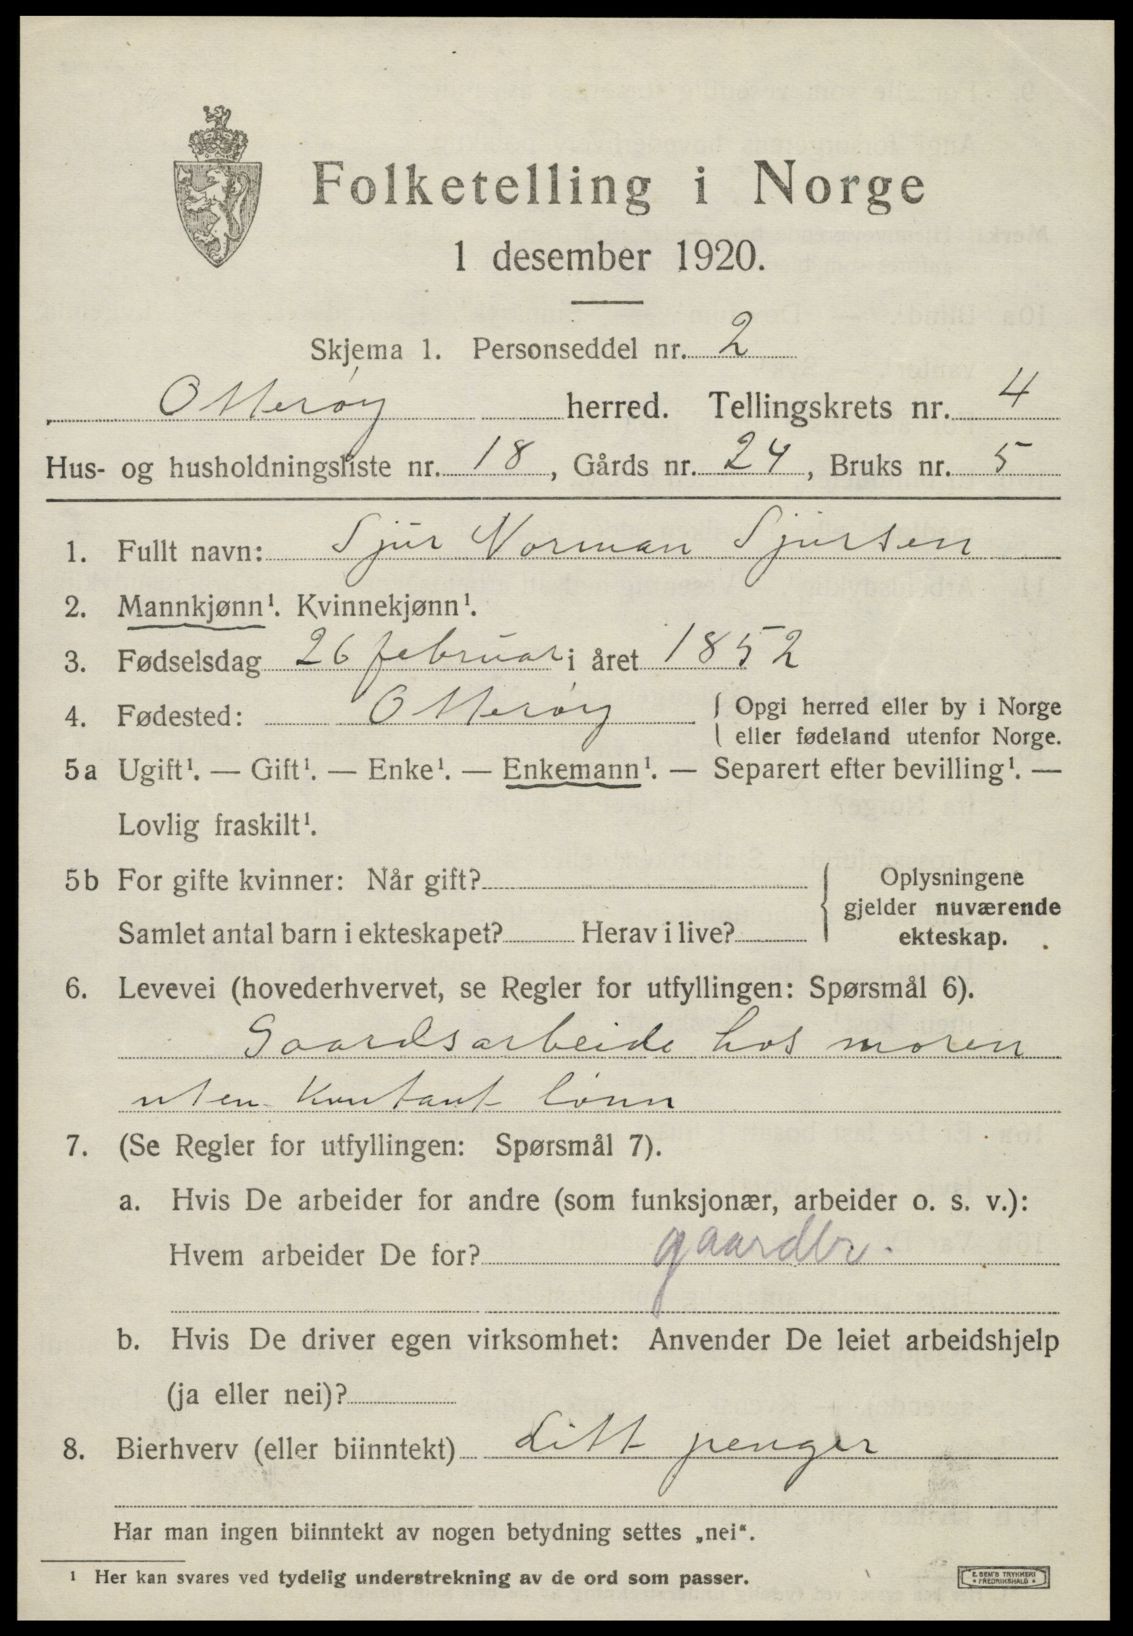 Folketelling i Norge
1 desember 1920.
Skjema 1. Personseddel nr. 2
Otterøy herred. Tellingskrets nr. 4
Hus- og husholdningsliste nr. 18, Gårds nr. 24, Bruks nr. 5
1. Fullt navn: Sjur Norman Sjursen
2. Mannkjønn¹. Kvinnekjønn¹.
3. Fødselsdag 26 februar i året 1852
4. Fødested: Otterøy { Opgi herred eller by i Norge
eller fødeland utenfor Norge.
5a Ugift¹. — Gift¹. — Enke¹. — Enkemann¹. — Separert efter bevilling¹. —
Lovlig fraskilt¹.
5b For gifte kvinner: Når gift? } Oplysningene
gjelder nuværende
Samlet antal barn i ekteskapet? Herav i live? ekteskap.
6. Levevei (hovederhvervet, se Regler for utfyllingen: Spørsmål 6).
Gaardsarbeide hos moren
uten kontant lønn
7. (Se Regler for utfyllingen: Spørsmål 7).
a. Hvis De arbeider for andre (som funksjonær, arbeider o. s. v.):
Hvem arbeider De for? gaardbr.
b. Hvis De driver egen virksomhet: Anvender De leiet arbeidshjelp
(ja eller nei)?
8. Bierhverv (eller biinntekt) Litt penger
Har man ingen biinntekt av nogen betydning settes „nei".
¹ Her kan svares ved tydelig understrekning av de ord som passer.
E. SEM'S TRYKKERI
• FREDRIKSHALD •